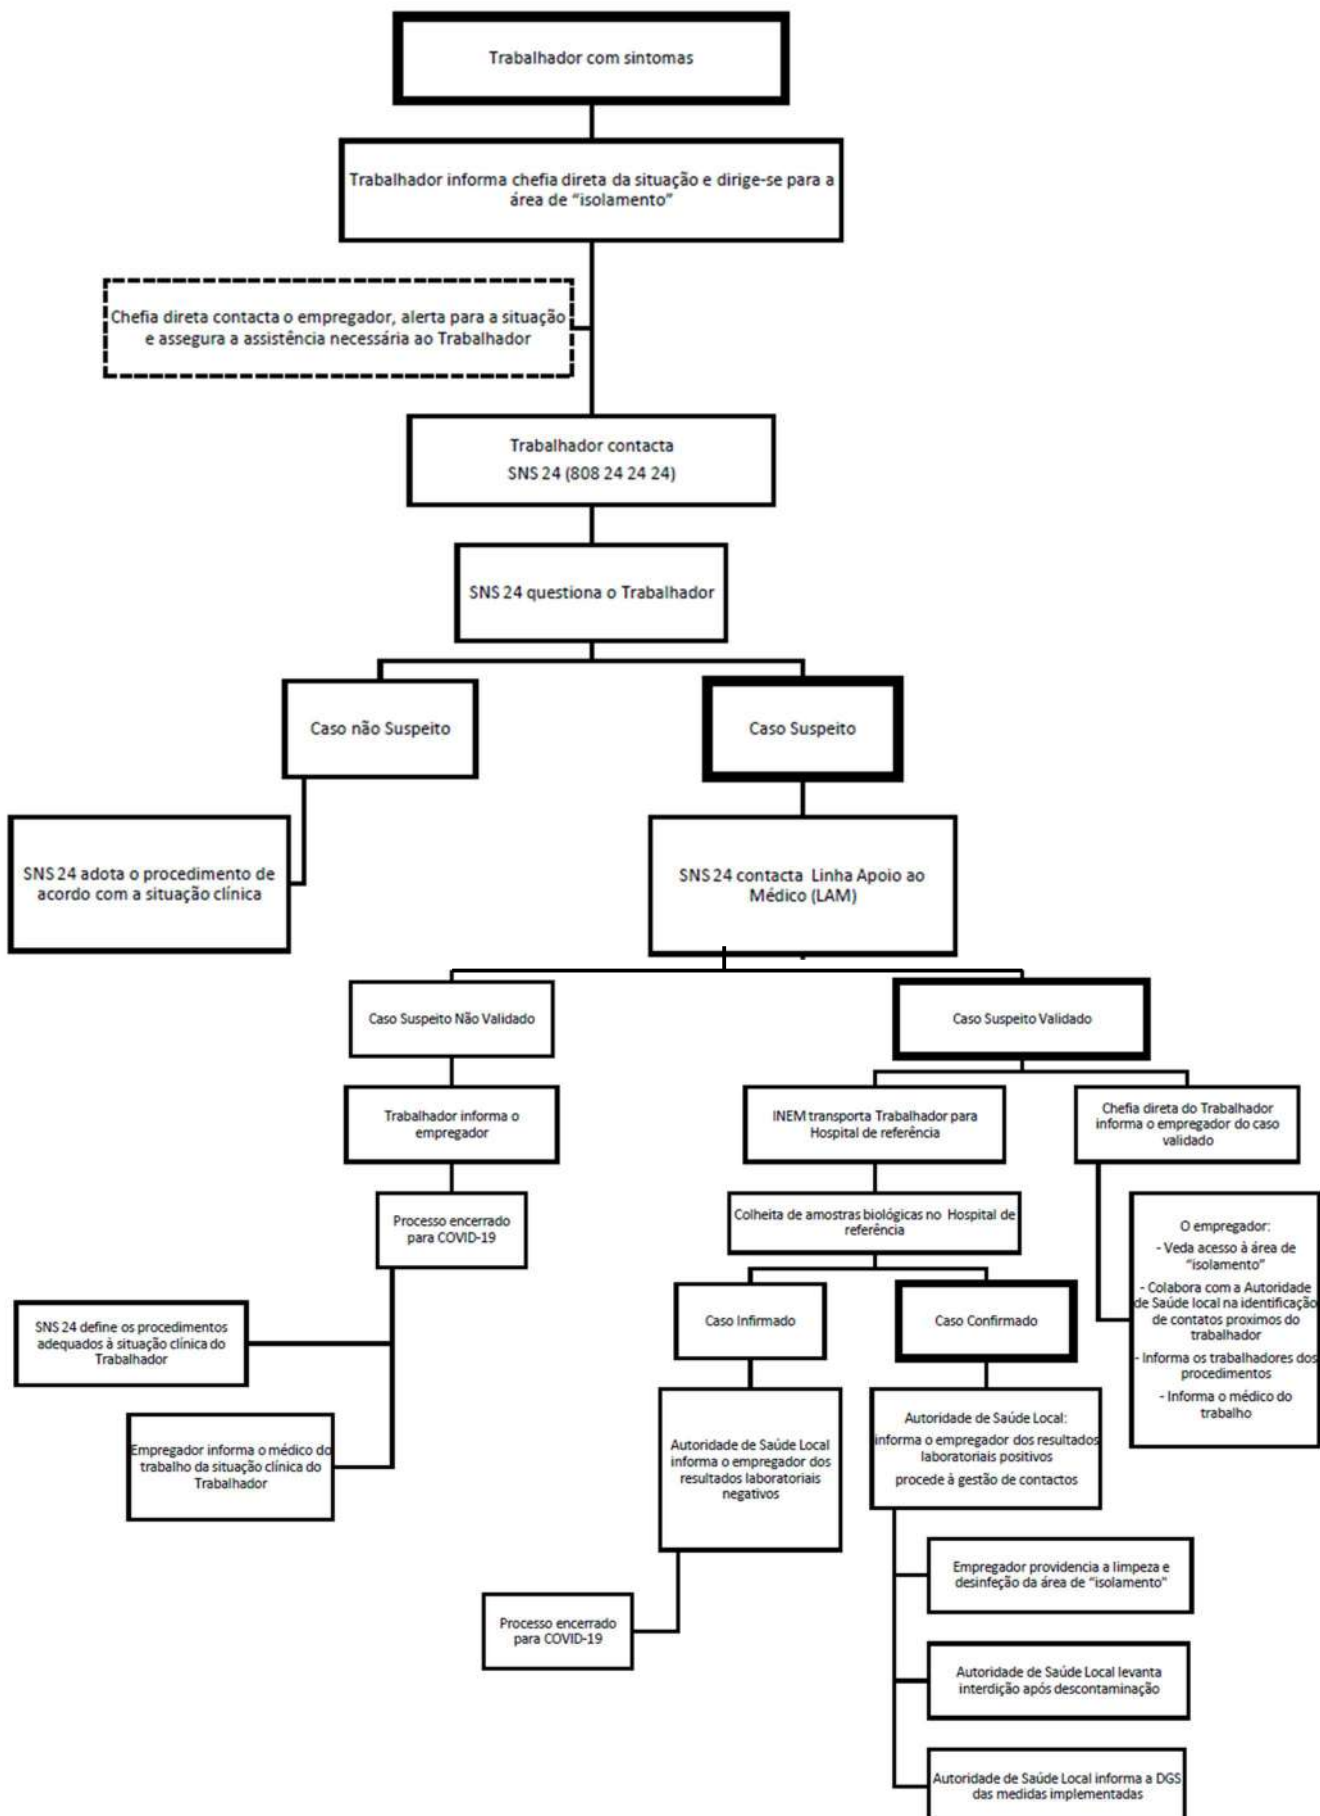 Trabalhador com sintomas
Trabalhador informa chefia direta da situação e dirige-se para a
área de “isolamento”
Chefia direta contacta o empregador, alerta para a situação
e assegura a assistência necessária ao Trabalhador
Trabalhador contacta
SNS 24 (808 24 24 24)
SNS 24 questiona o Trabalhador
Caso não Suspeito
Caso Suspeito
SNS 24 adota o procedimento de
acordo com a situação clínica
SNS 24 contacta Linha Apoio ao
Médico (LAM)
Caso Suspeito Não Validado
Caso Suspeito Validado
Trabalhador informa o
empregador
INEM transporta Trabalhador para
Hospital de referência
Chefia direta do Trabalhador
informa o empregador do caso
validado
Processo encerrado
para COVID-19
Colheita de amostras biológicas no Hospital de
referência
O empregador:
- Veda acesso à área de
“isolamento”
- Colabora com a Autoridade
de Saúde local na identificação
de contatos proximos do
trabalhador
- Informa os trabalhadores dos
procedimentos
- Informa o médico do
trabalho
SNS 24 define os procedimentos
adequados à situação clínica do
Trabalhador
Caso Infirmado
Caso Confirmado
Empregador informa o médico do
trabalho da situação clínica do
Trabalhador
Autoridade de Saúde Local
informa o empregador dos
resultados laboratoriais
negativos
Autoridade de Saúde Local:
informa o empregador dos resultados
laboratoriais positivos
procede à gestão de contactos
Processo encerrado
para COVID-19
Empregador providencia a limpeza e
desinfeção da área de “isolamento”
Autoridade de Saúde Local levanta
interdição após descontaminação
Autoridade de Saúde Local informa a DGS
das medidas implementadas